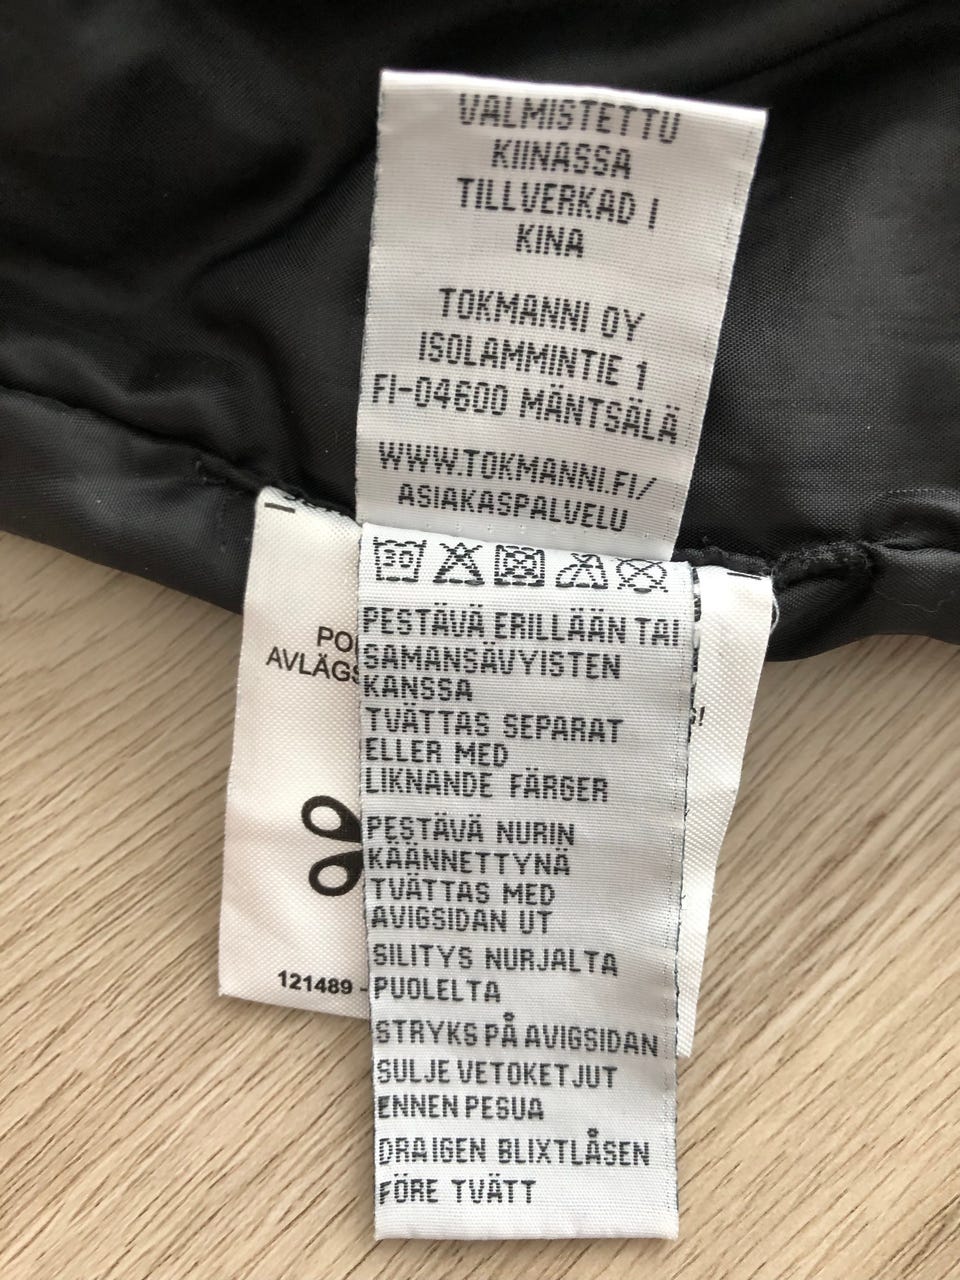 VALMISTETTU
KIINASSA
TILLVERKAD I
KINA
TOKMANNI OY
ISOLAMMINTIE 1
FI-04600 MÄNTSÄLÄ
WWW.TOKMANNI.FI/
ASIAKASPALVELU
30
PESTÄVÄ ERILLÄÄN TAI
SAMANSÄVYISTEN
KANSSA
TVÄTTAS SEPARAT
ELLER MED
LIKNANDE FÄRGER
PESTÄVÄ NURIN
KÄÄNNETTYNÄ
TVÄTTAS MED
AVIGSIDAN UT
SILITYS NURJALTA
PUOLELTA
STRYKS PÅ AVIGSIDAN
SULJE VETOKETJUT
ENNEN PESUA
DRAIGEN BLIXTLÅSEN
FÖRE TVÄTT
121489 -